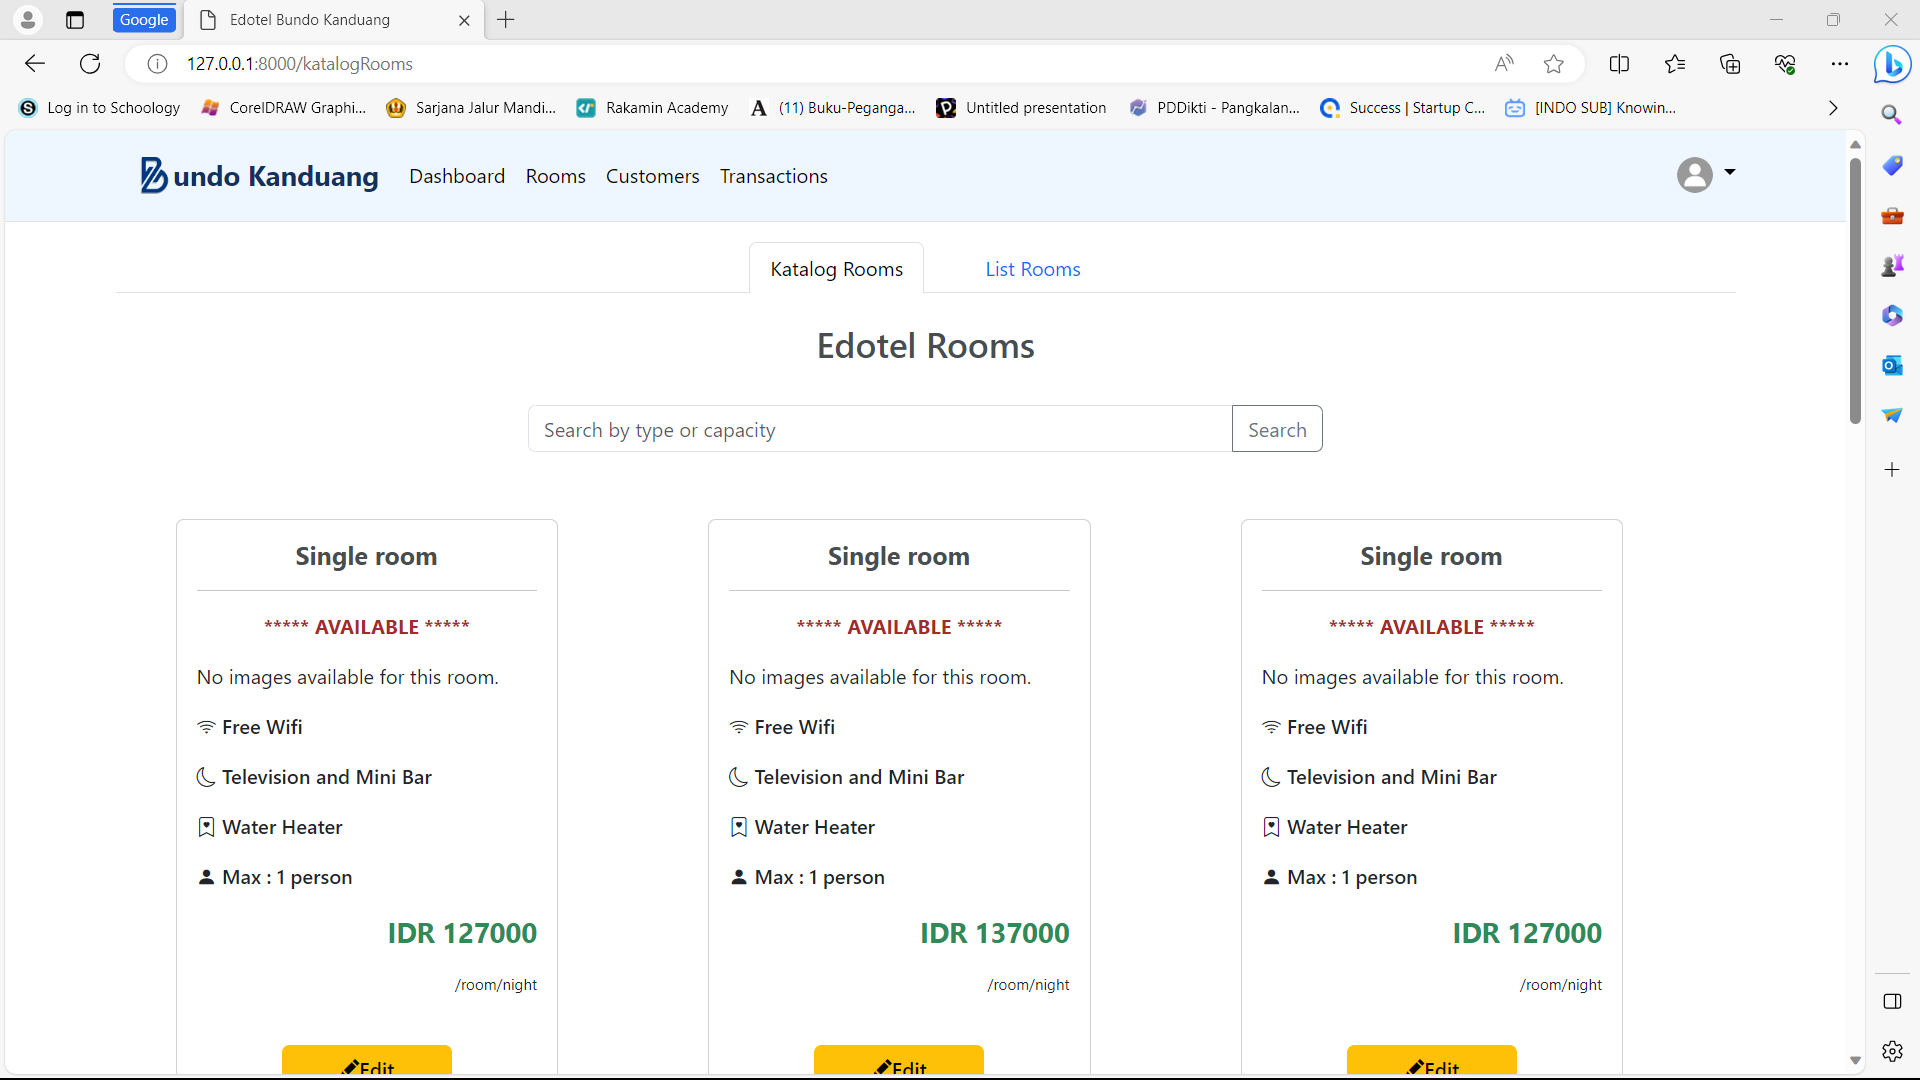 Google
Edotel Bundo Kanduang
127.0.0.1:8000/katalogRooms
Log in to Schoology
CorelDRAW Graphi...
Sarjana Jalur Mandi...
Rakamin Academy
(11) Buku-Peganga...
Untitled presentation
PDDikti - Pangkalan...
Success | Startup C...
[INDO SUB] Knowin...
Bundo Kanduang
Dashboard
Rooms
Customers
Transactions
Katalog Rooms
List Rooms
Edotel Rooms
Search by type or capacity
Search
Single room
***** AVAILABLE *****
No images available for this room.
Free Wifi
Television and Mini Bar
Water Heater
Max : 1 person
IDR 127000
/room/night
Edit
Single room
***** AVAILABLE *****
No images available for this room.
Free Wifi
Television and Mini Bar
Water Heater
Max : 1 person
IDR 137000
/room/night
Edit
Single room
***** AVAILABLE *****
No images available for this room.
Free Wifi
Television and Mini Bar
Water Heater
Max : 1 person
IDR 127000
/room/night
Edit